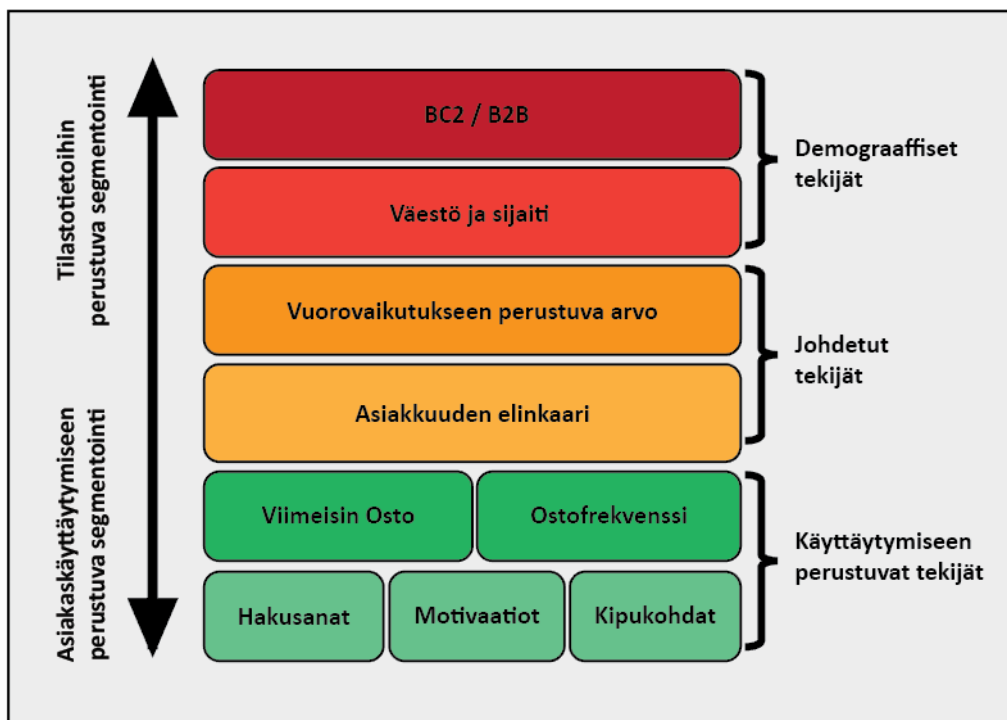 Tilastotietoihin
perustuva segmentointi
Asiakaskäyttäytymiseen
perustuva segmentointi
BC2 / B2B
Väestö ja sijaiti
Demograaffiset
tekijät
Vuorovaikutukseen perustuva arvo
Asiakkuuden elinkaari
Johdetut
tekijät
Viimeisin Osto
Ostofrekvenssi
Hakusanat
Motivaatiot
Kipukohdat
Käyttäytymiseen
perustuvat tekijät